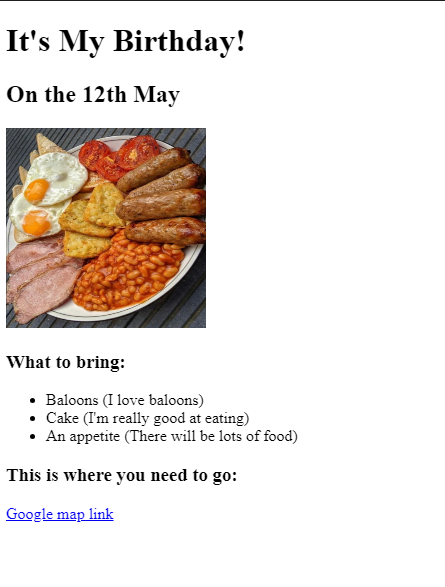 It's My Birthday!
On the 12th May
What to bring:
Baloons (I love baloons)
Cake (I'm really good at eating)
An appetite (There will be lots of food)
This is where you need to go:
Google map link